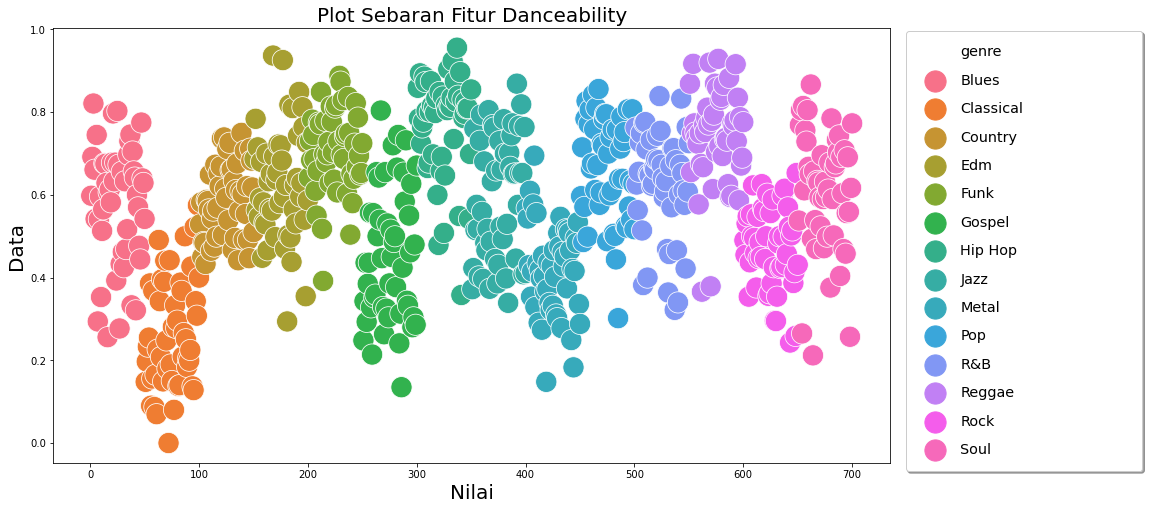 Plot Sebaran Fitur Danceability
Data
1.0
0.8
0.6
0.4
0.2
0.0
0 100 200 300 400 500 600 700
Nilai
genre
Blues
Classical
Country
Edm
Funk
Gospel
Hip Hop
Jazz
Metal
Pop
R&B
Reggae
Rock
Soul